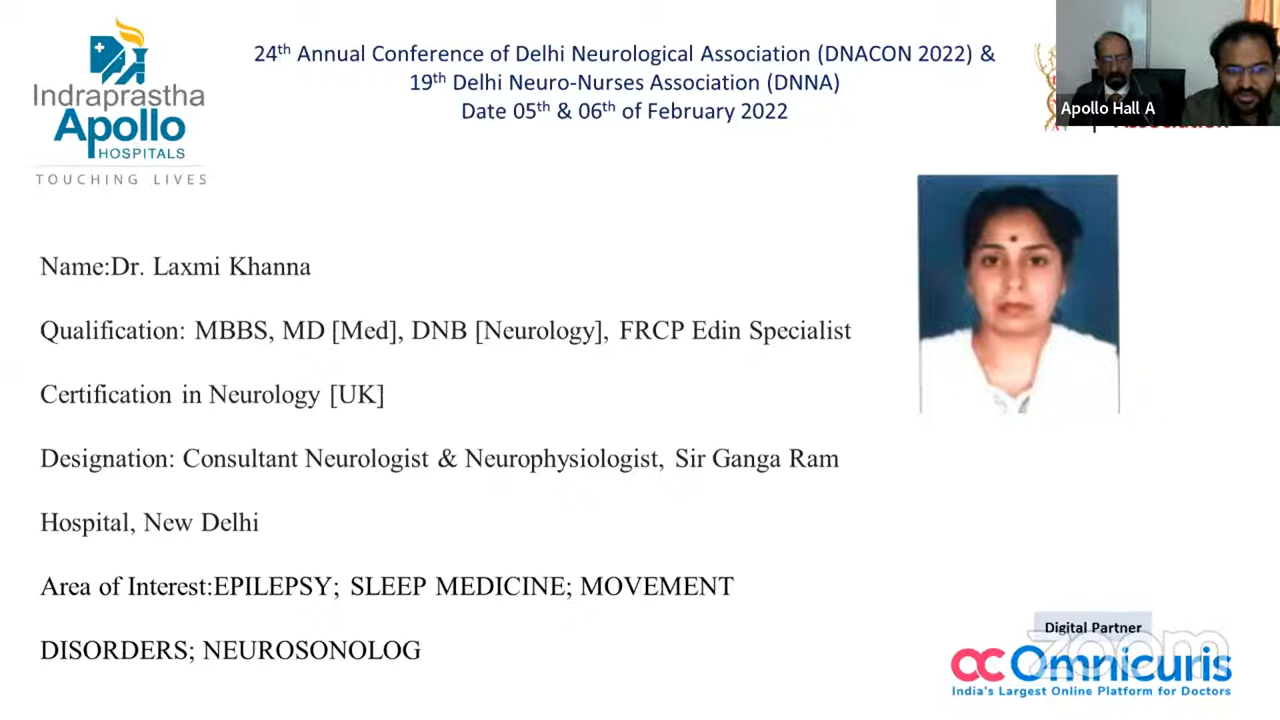 Indraprastha
Apollo
HOSPITALS
TOUCHING LIVES
24th Annual Conference of Delhi Neurological Association (DNACON 2022) &
19th Delhi Neuro-Nurses Association (DNNA)
Date 05th & 06th of February 2022
Apollo Hall A
Name:Dr. Laxmi Khanna
Qualification: MBBS, MD [Med], DNB [Neurology], FRCP Edin Specialist
Certification in Neurology [UK]
Designation: Consultant Neurologist & Neurophysiologist, Sir Ganga Ram
Hospital, New Delhi
Area of Interest:EPILEPSY; SLEEP MEDICINE; MOVEMENT
DISORDERS; NEUROSONOLOG
Digital Partner
zoom
Omnicuris
India's Largest Online Platform for Doctors